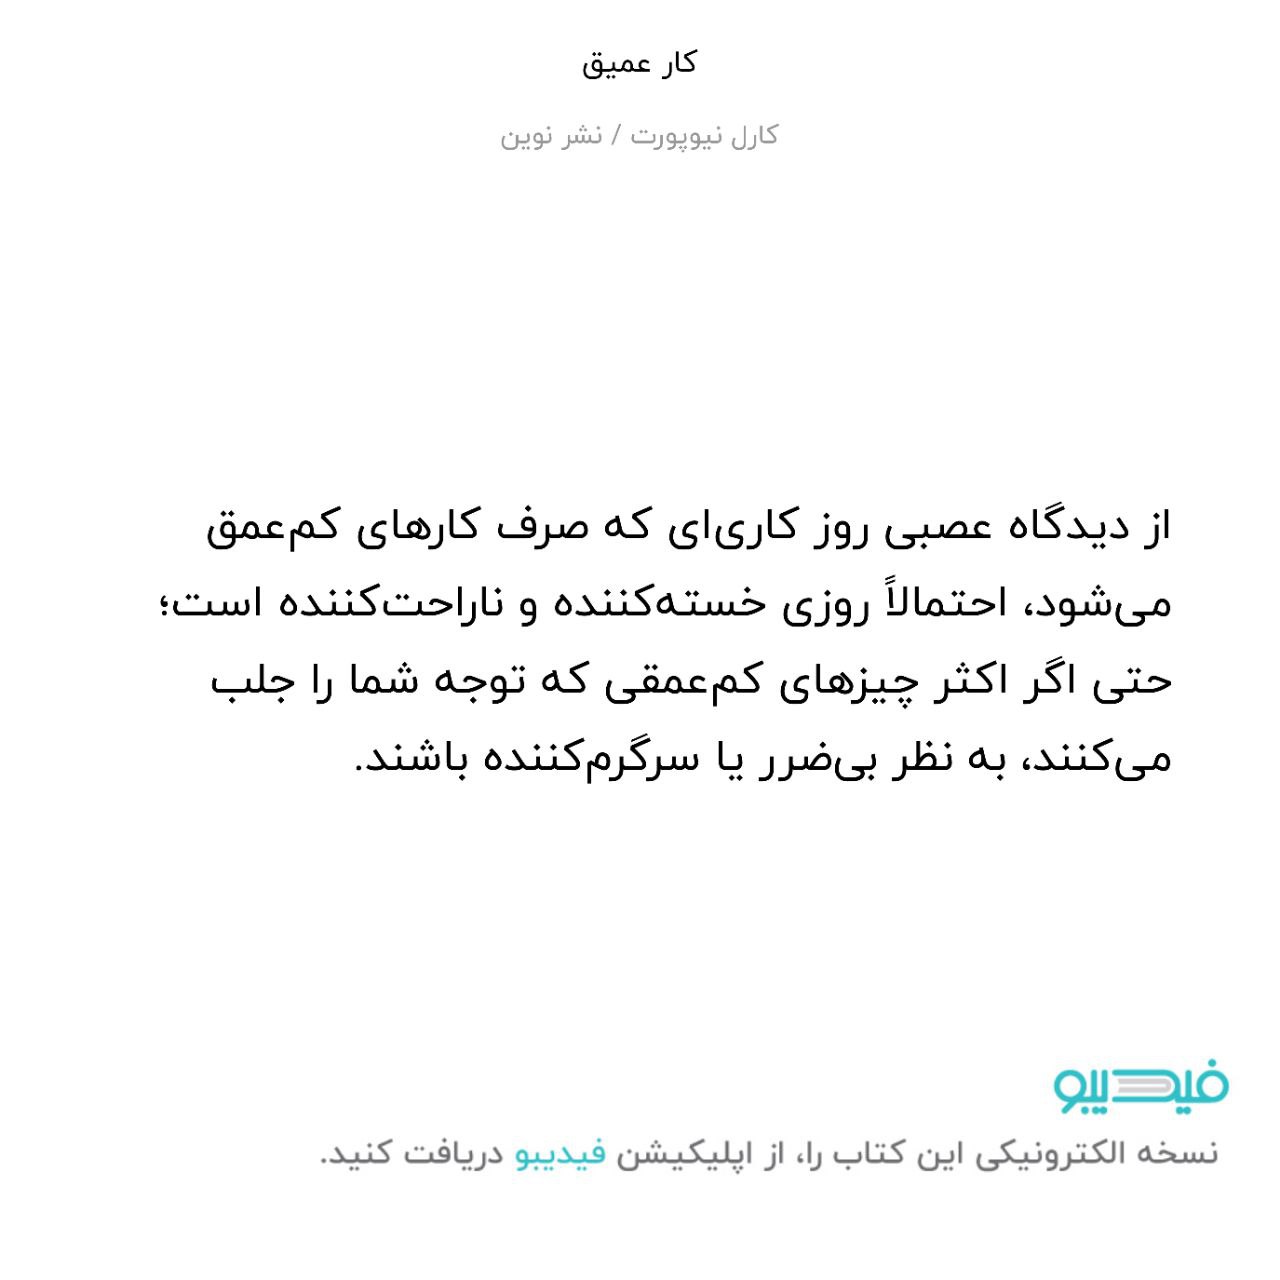 کار عمیق
کارل نیوپورت / نشر نوین
از دیدگاه عصبی روز کاری‌ای که صرف کارهای کم‌عمق
می‌شود، احتمالاً روزی خسته‌کننده و ناراحت‌کننده است؛
حتی اگر اکثر چیزهای کم‌عمقی که توجه شما را جلب
می‌کنند، به نظر بی‌ضرر یا سرگرم‌کننده باشند.
فیدیبو
نسخه الکترونیکی این کتاب را، از اپلیکیشن فیدیبو دریافت کنید.